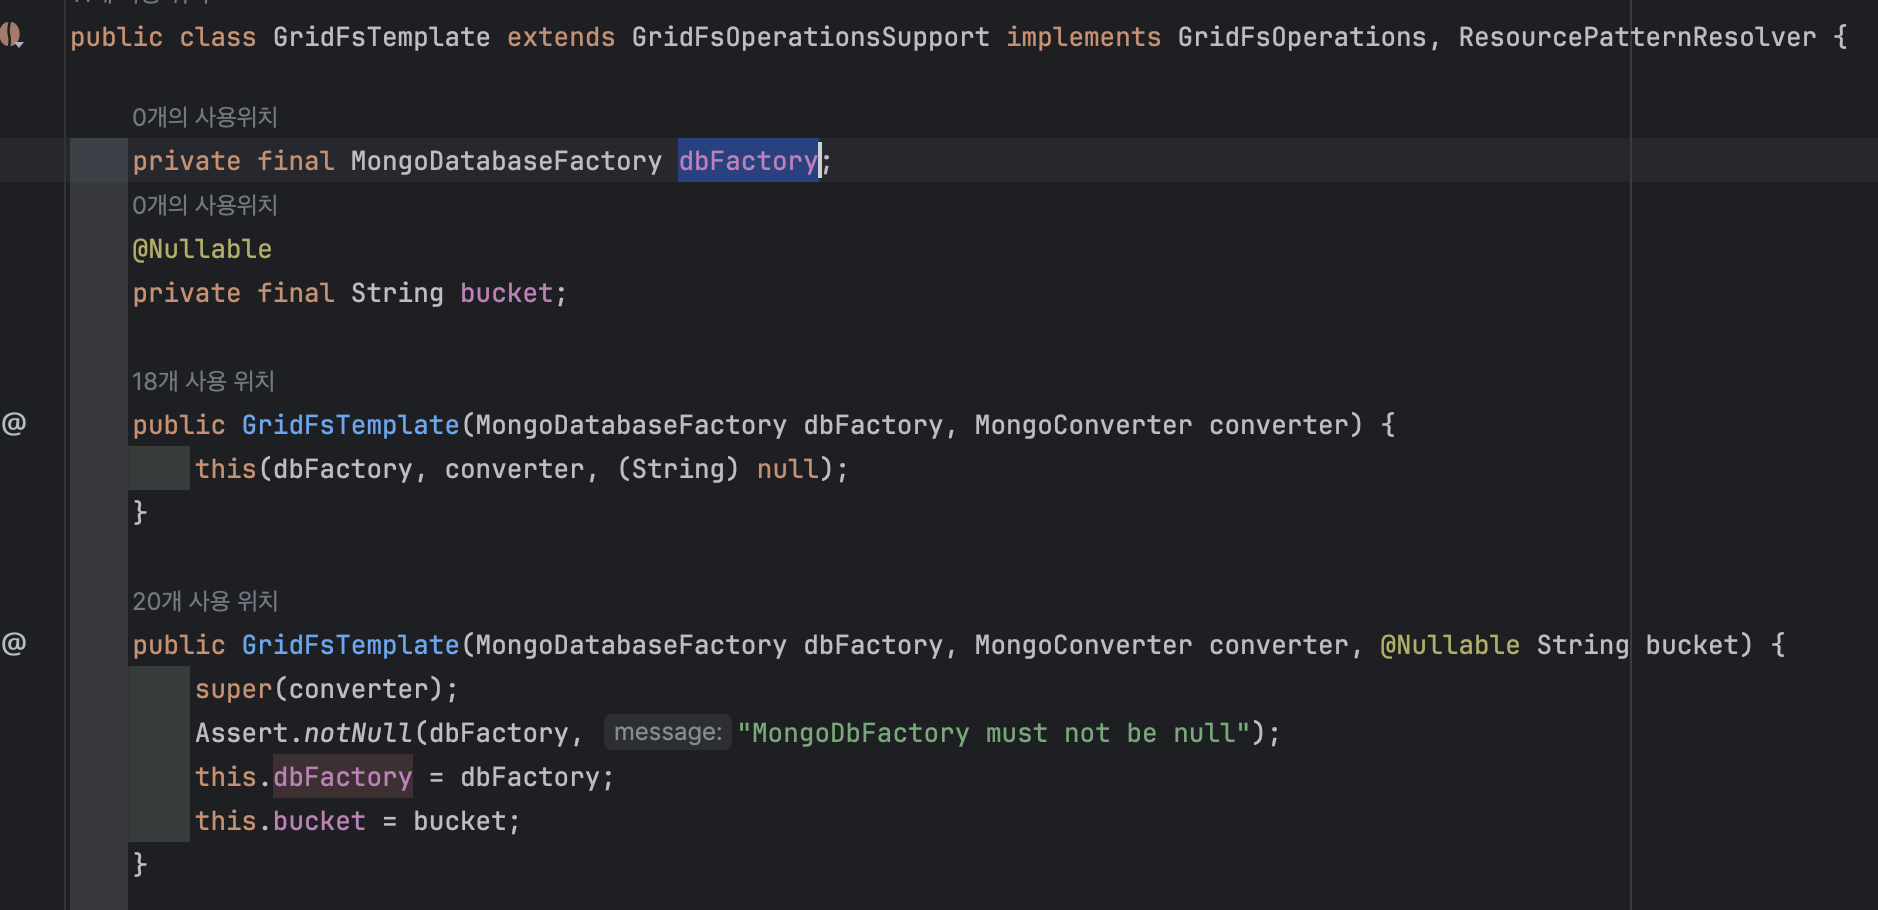 public class GridFsTemplate extends GridFsOperationsSupport implements GridFsOperations, ResourcePatternResolver {
0개의 사용위치
private final MongoDatabaseFactory dbFactory;
0개의 사용위치
@Nullable
private final String bucket;
18개 사용 위치
@
public GridFsTemplate(MongoDatabaseFactory dbFactory, MongoConverter converter) {
this(dbFactory, converter, (String) null);
}
20개 사용 위치
@
public GridFsTemplate(MongoDatabaseFactory dbFactory, MongoConverter converter, @Nullable String bucket) {
super(converter);
Assert.notNull(dbFactory, message: "MongoDbFactory must not be null");
this.dbFactory = dbFactory;
this.bucket = bucket;
}